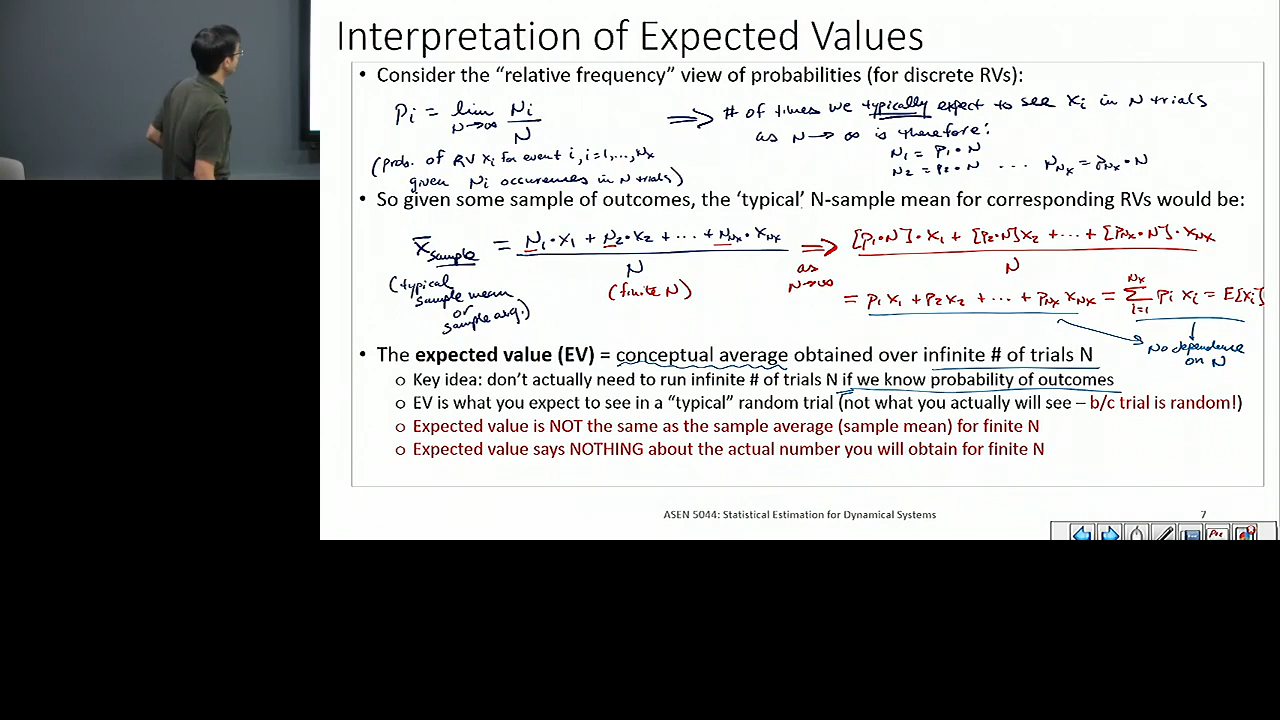 Interpretation of Expected Values
• Consider the “relative frequency” view of probabilities (for discrete RVs):
Pi = lim N→∞ Ni/N
(prob. of RV xi for event i, i=1,...,Nx
given Ni occurences in N trials)
⇒ # of times we typically expect to see xi in N trials
as N→∞ is therefore:
N1 = P1·N
N2 = P2·N ... NNx = PNx·N
• So given some sample of outcomes, the ‘typical’ N-sample mean for corresponding RVs would be:
x̄sample = N1·x1 + N2·x2 + ... + NNx·xNx / N
(finite N)
(typical
sample mean
or
sample avg.)
⇒ as N→∞
[P1·N]·x1 + [P2·N]x2 + ... + [PNx·N]·xNx / N
= P1x1 + P2x2 + ... + PNx xNx = Σ i=1 Nx Pi xi = E[xi]
No dependence
on N
• The expected value (EV) = conceptual average obtained over infinite # of trials N
o Key idea: don’t actually need to run infinite # of trials N if we know probability of outcomes
o EV is what you expect to see in a “typical” random trial (not what you actually will see – b/c trial is random!)
o Expected value is NOT the same as the sample average (sample mean) for finite N
o Expected value says NOTHING about the actual number you will obtain for finite N
ASEN 5044: Statistical Estimation for Dynamical Systems
7